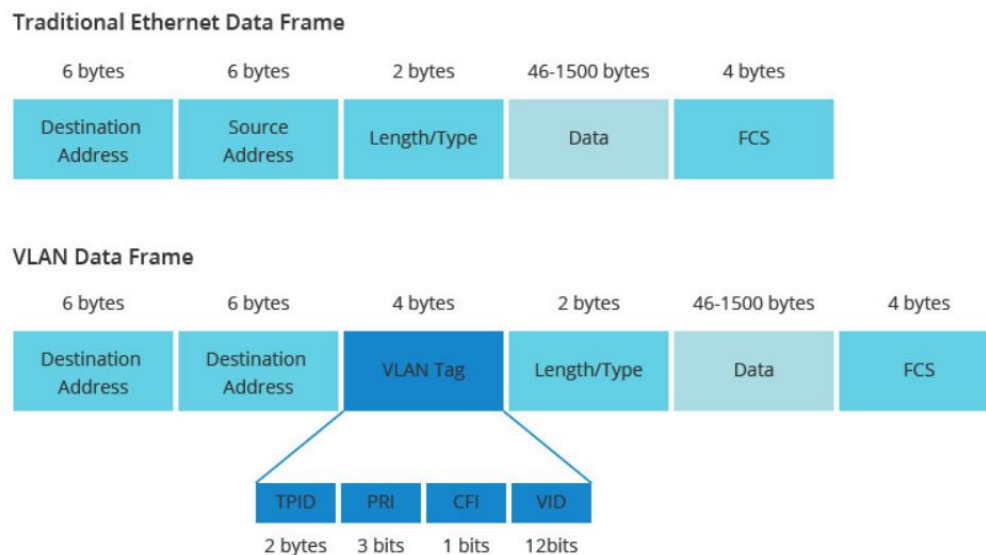 Traditional Ethernet Data Frame
6 bytes 6 bytes 2 bytes 46-1500 bytes 4 bytes
Destination Address Source Address Length/Type Data FCS
VLAN Data Frame
6 bytes 6 bytes 4 bytes 2 bytes 46-1500 bytes 4 bytes
Destination Address Destination Address VLAN Tag Length/Type Data FCS
TPID PRI CFI VID
2 bytes 3 bits 1 bits 12bits